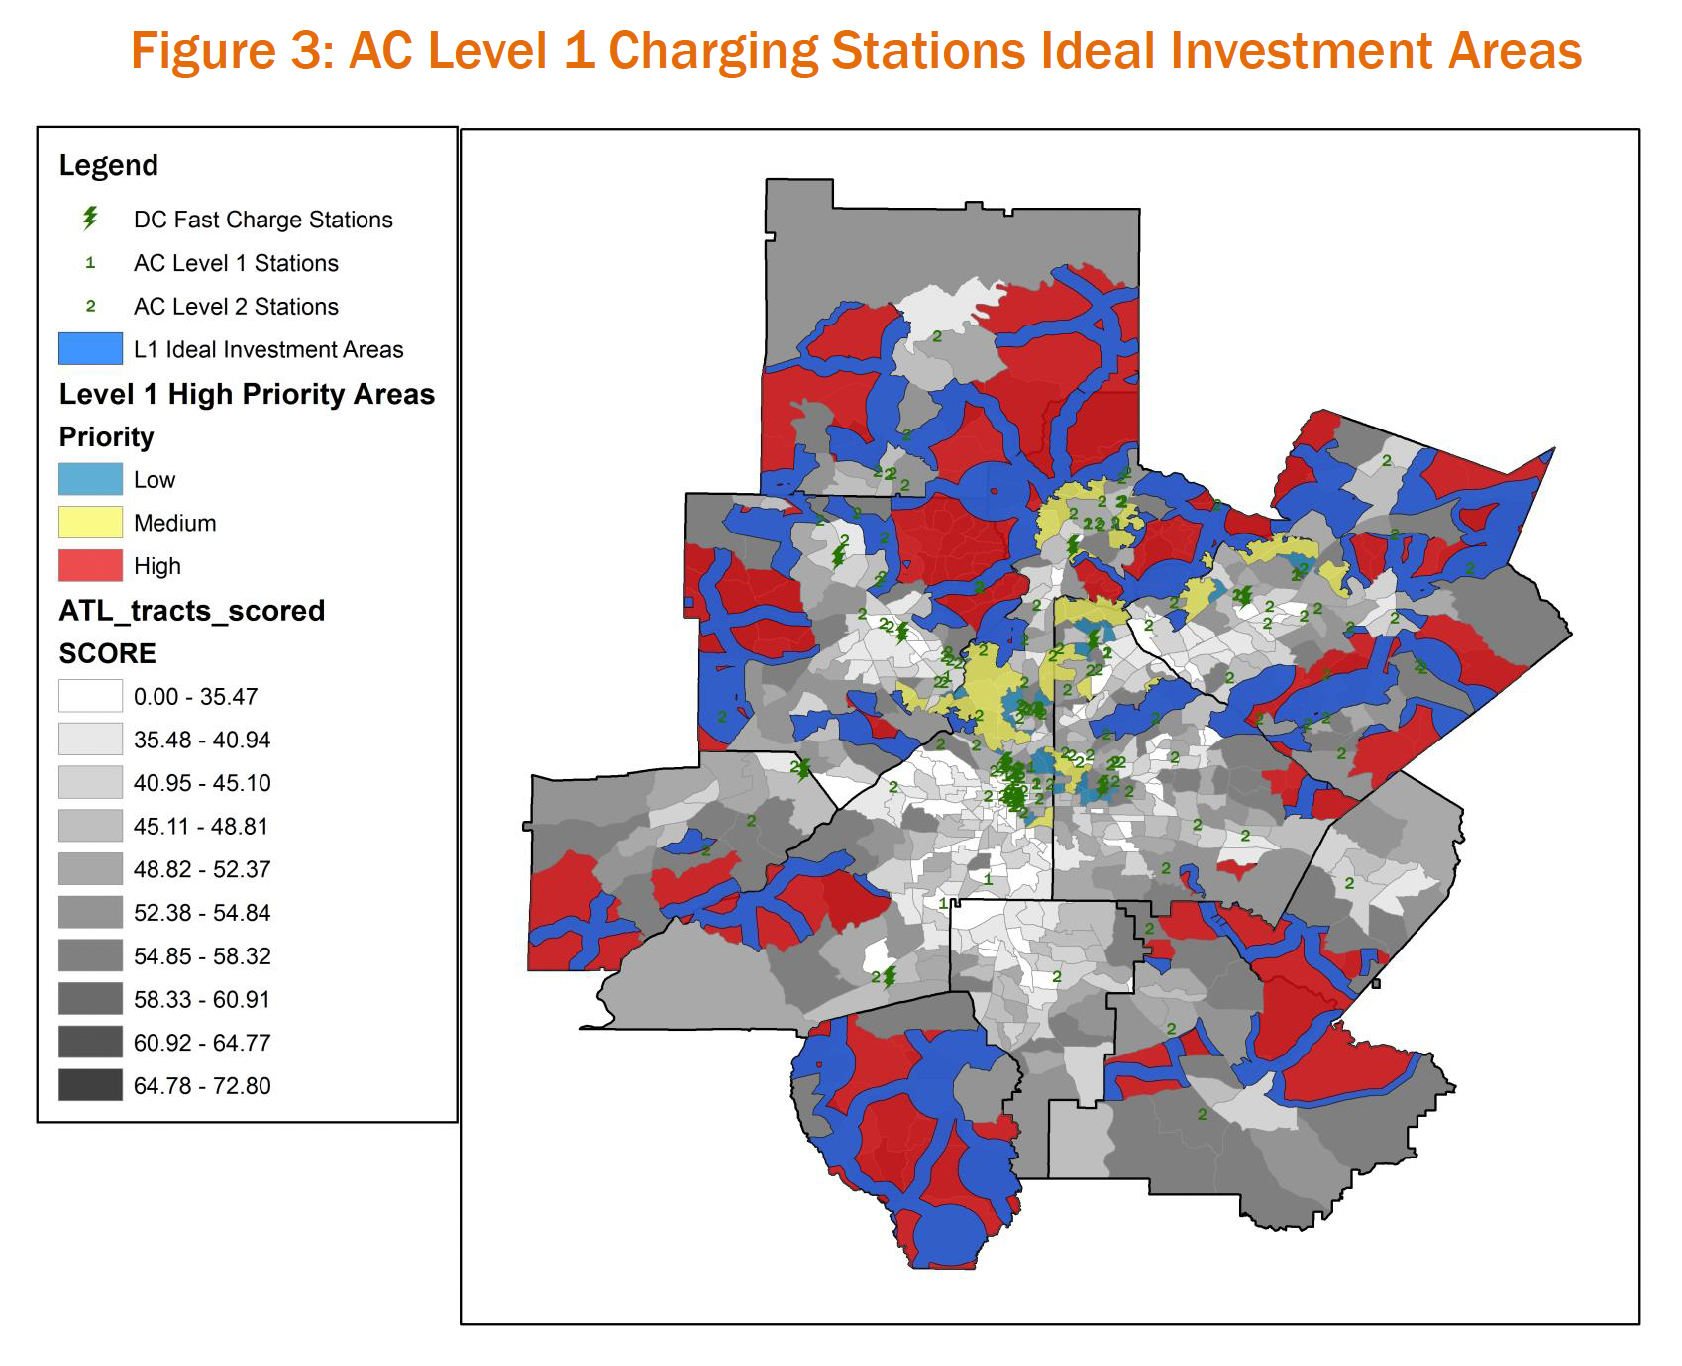 Figure 3: AC Level 1 Charging Stations Ideal Investment Areas
Legend
DC Fast Charge Stations
1 AC Level 1 Stations
2 AC Level 2 Stations
L1 Ideal Investment Areas
Level 1 High Priority Areas
Priority
Low
Medium
High
ATL_tracts_scored
SCORE
0.00 - 35.47
35.48 - 40.94
40.95 - 45.10
45.11 - 48.81
48.82 - 52.37
52.38 - 54.84
54.85 - 58.32
58.33 - 60.91
60.92 - 64.77
64.78 - 72.80